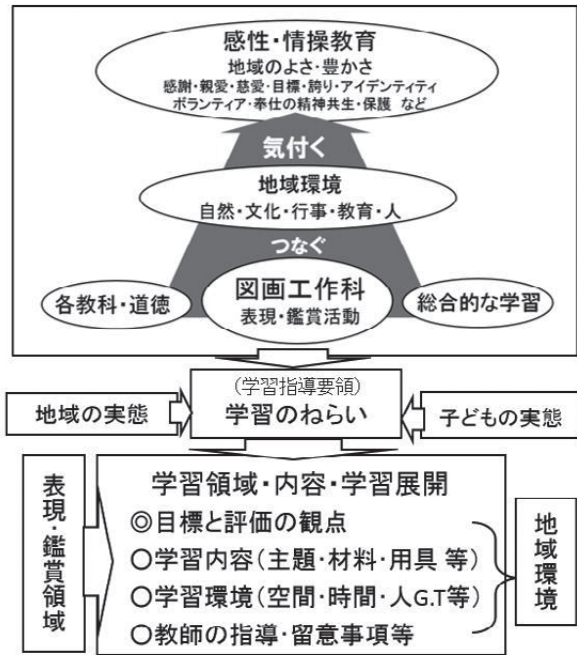 感性・情操教育
地域のよさ・豊かさ
感謝・親愛・慈愛・目標・誇り・アイデンティティ
ボランティア・奉仕の精神共生・保護 など
気付く
地域環境
自然・文化・行事・教育・人
つなぐ
各教科・道徳
図画工作科
表現・鑑賞活動
総合的な学習
(学習指導要領)
学習のねらい
地域の実態
子どもの実態
表現・鑑賞領域
学習領域・内容・学習展開
◎目標と評価の観点
○学習内容(主題・材料・用具 等)
○学習環境(空間・時間・人G.T等)
○教師の指導・留意事項等
地域環境